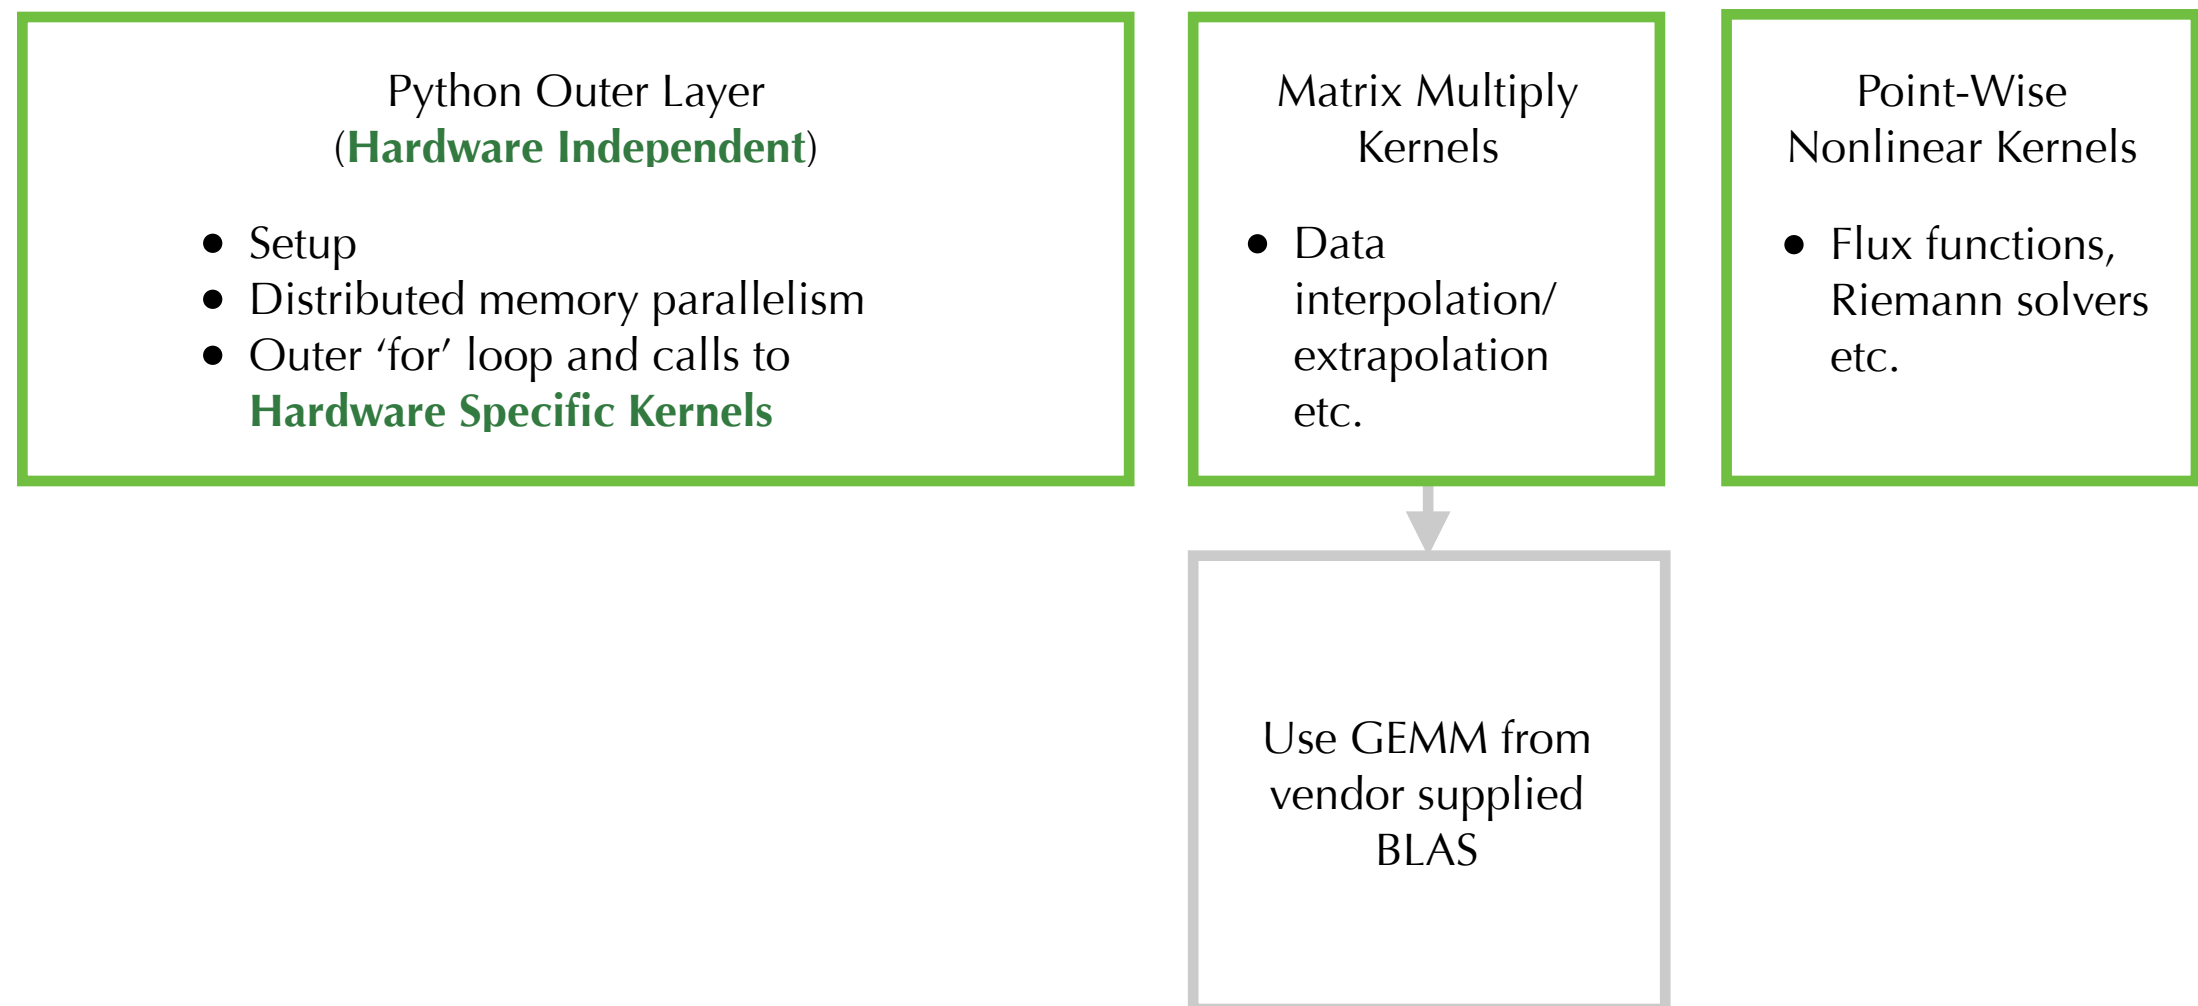 Python Outer Layer
(Hardware Independent)
● Setup
● Distributed memory parallelism
● Outer ‘for’ loop and calls to
Hardware Specific Kernels
Matrix Multiply
Kernels
● Data
interpolation/
extrapolation
etc.
Point-Wise
Nonlinear Kernels
● Flux functions,
Riemann solvers
etc.
Use GEMM from
vendor supplied
BLAS